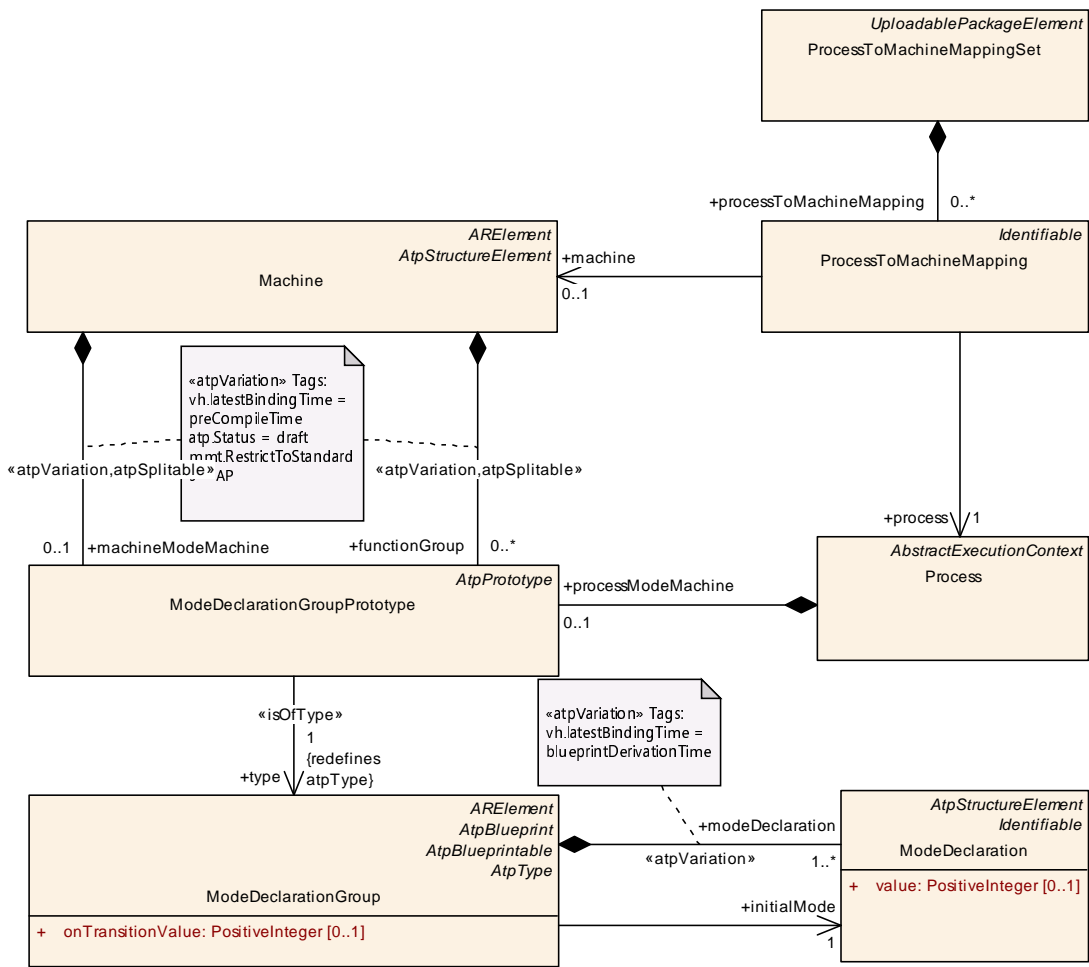 UploadablePackageElement
ProcessToMachineMappingSet
+processToMachineMapping
0..*
ARElement
AtpStructureElement
Machine
+machine
0..1
Identifiable
ProcessToMachineMapping
«atpVariation» Tags:
vh.latestBindingTime =
preCompileTime
atp.Status = draft
mmt.RestrictToStandard
AP
«atpVariation,atpSplitable»
«atpVariation,atpSplitable»
0..1
+machineModeMachine
+functionGroup
0..*
+process
1
AtpPrototype
ModeDeclarationGroupPrototype
+processModeMachine
0..1
AbstractExecutionContext
Process
«isOfType»
1
{redefines
atpType}
+type
«atpVariation» Tags:
vh.latestBindingTime =
blueprintDerivationTime
ARElement
AtpBlueprint
AtpBlueprintable
AtpType
ModeDeclarationGroup
+ onTransitionValue: PositiveInteger [0..1]
+modeDeclaration
«atpVariation»
1..*
+initialMode
1
AtpStructureElement
Identifiable
ModeDeclaration
+ value: PositiveInteger [0..1]